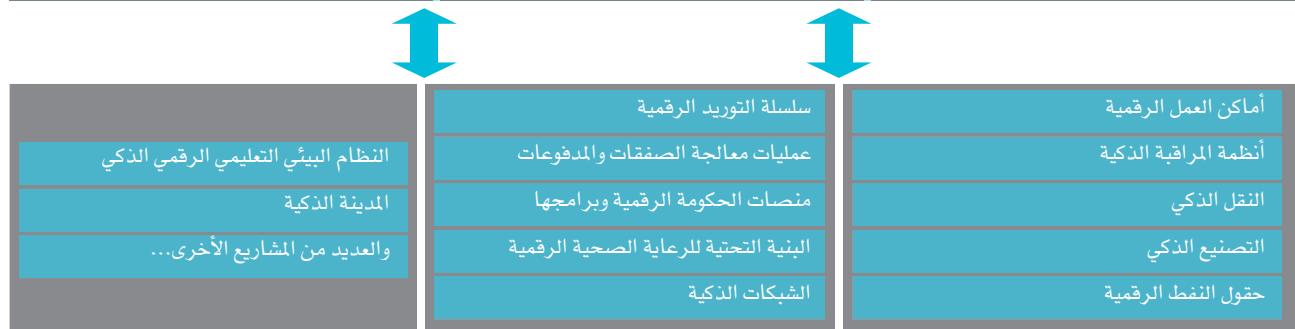 أماكن العمل الرقمية
أنظمة المراقبة الذكية
النقل الذكي
التصنيع الذكي
حقول النفط الرقمية
سلسلة التوريد الرقمية
عمليات معالجة الصفقات والمدفوعات
منصات الحكومة الرقمية وبرامجها
البنية التحتية للرعاية الصحية الرقمية
الشبكات الذكية
النظام البيئي التعليمي الرقمي الذكي
المدينة الذكية
والعديد من المشاريع الأخرى...